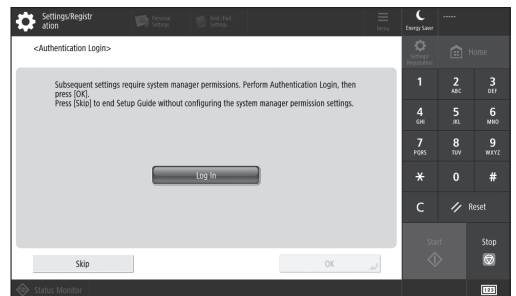 Settings/Registr
ation
Personal
Settings
Menu
Energy Saver
-----
<Authentication Login>
Settings/
Registration
Home
Subsequent settings require system manager permissions. Perform Authentication Login, then
press [OK].
Press [Skip] to end Setup Guide without configuring the system manager permission settings.
1
2
ABC
3
DEF
4
GHI
5
JKL
6
MNO
7
PQRS
8
TUV
9
WXYZ
Log In
*
0
#
C
Reset
Start
Stop
Skip
OK
Status Monitor
123